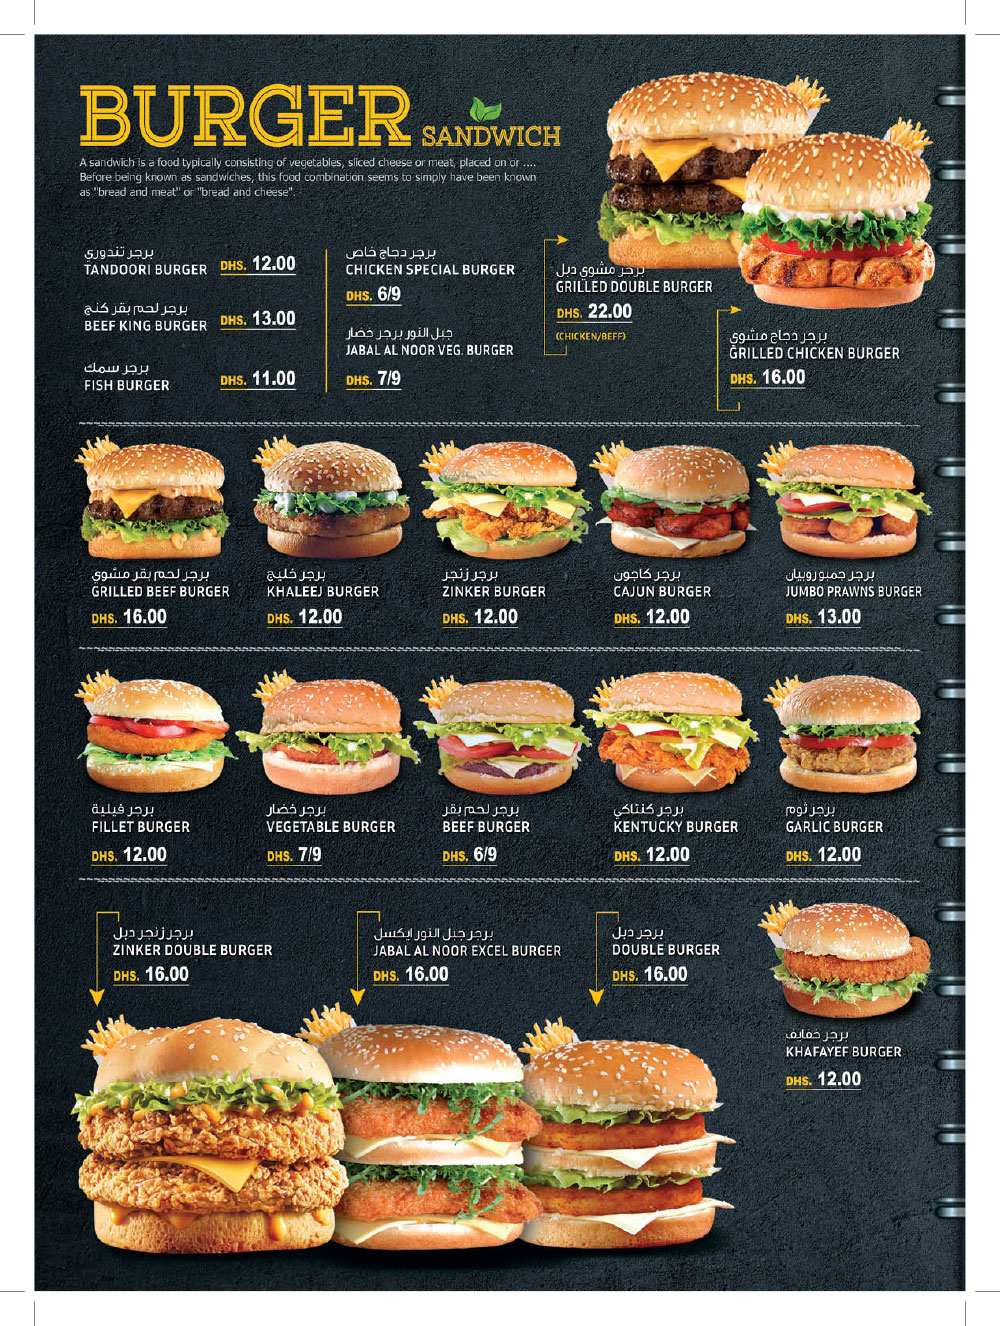 BURGER SANDWICH
A sandwich is a food typically consisting of vegetables, sliced cheese or meat, placed on or ....
Before being known as sandwiches, this food combination seems to simply have been known
as "bread and meat" or "bread and cheese".
برجر تندوري
TANDOORI BURGER DHS. 12.00
برجر لحم بقر كنج
BEEF KING BURGER DHS. 13.00
برجر سمك
FISH BURGER DHS. 11.00
برجر دجاج خاص
CHICKEN SPECIAL BURGER
DHS. 6/9
جبل النور برجر خضار
JABAL AL NOOR VEG. BURGER
DHS. 7/9
برجر مشوي دبل
GRILLED DOUBLE BURGER
DHS. 22.00
(CHICKEN/BEFF)
برجر دجاج مشوي
GRILLED CHICKEN BURGER
DHS. 16.00
برجر لحم بقر مشوي
GRILLED BEEF BURGER
DHS. 16.00
برجر خليج
KHALEEJ BURGER
DHS. 12.00
برجر زنجر
ZINKER BURGER
DHS. 12.00
برجر كاجون
CAJUN BURGER
DHS. 12.00
برجر جمبو روبيان
JUMBO PRAWNS BURGER
DHS. 13.00
برجر فيلية
FILLET BURGER
DHS. 12.00
برجر خضار
VEGETABLE BURGER
DHS. 7/9
برجر لحم بقر
BEEF BURGER
DHS. 6/9
برجر كنتاكي
KENTUCKY BURGER
DHS. 12.00
برجر ثوم
GARLIC BURGER
DHS. 12.00
برجر زنجر دبل
ZINKER DOUBLE BURGER
DHS. 16.00
برجر جبل النور ايكسل
JABAL AL NOOR EXCEL BURGER
DHS. 16.00
برجر دبل
DOUBLE BURGER
DHS. 16.00
برجر خفايف
KHAFAYEF BURGER
DHS. 12.00